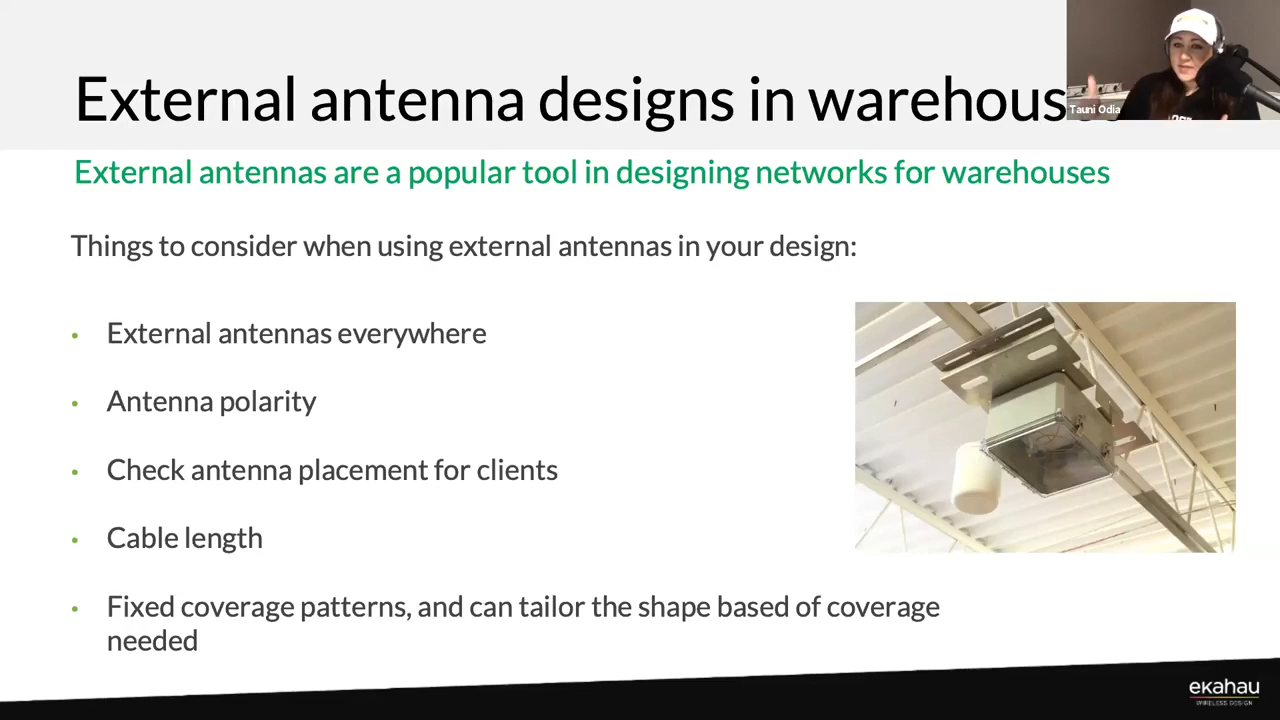 External antenna designs in warehous
Tauni Odia
External antennas are a popular tool in designing networks for warehouses
Things to consider when using external antennas in your design:
• External antennas everywhere
• Antenna polarity
• Check antenna placement for clients
• Cable length
• Fixed coverage patterns, and can tailor the shape based of coverage
needed
ekahau
WIRELESS DESIGN